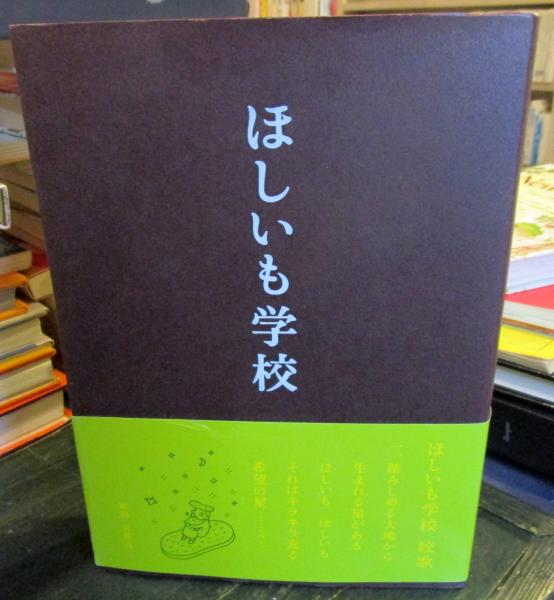 ほしいも学校
ほしいも学校 校歌
一、踏みしめる大地から
生まれる星がある
ほしいも ほしいも
それはキラキラ光る
希望の星……